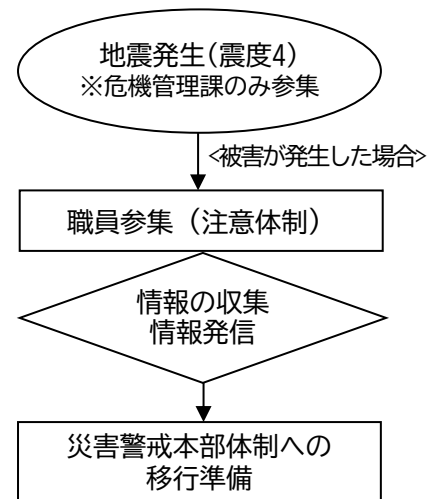 地震発生(震度4)
※危機管理課のみ参集
<被害が発生した場合>
職員参集（注意体制）
情報の収集
情報発信
災害警戒本部体制への
移行準備